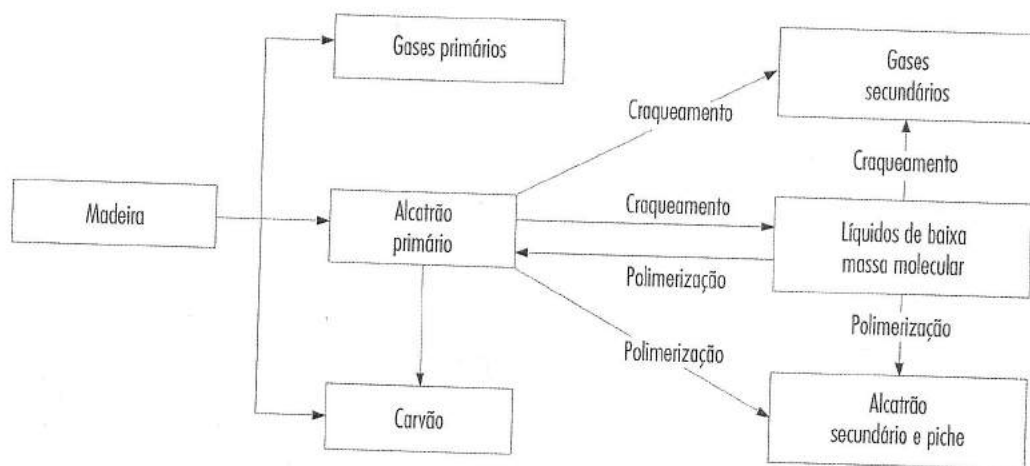 Gases primários
Gases
secundários
Craqueamento
Craqueamento
Madeira
Alcatrão
primário
Craqueamento
Líquidos de baixa
massa molecular
Polimerização
Polimerização
Polimerização
Carvão
Alcatrão
secundário e piche